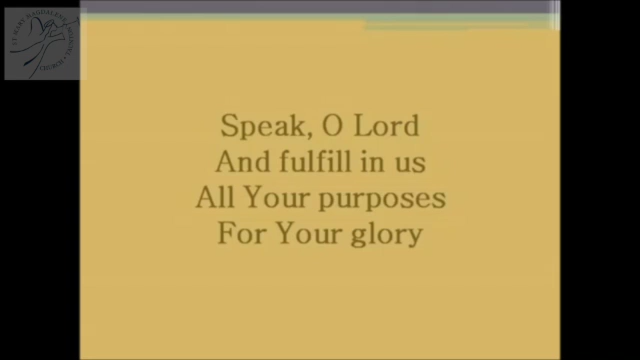 Speak, O Lord
And fulfill in us
All Your purposes
For Your glory